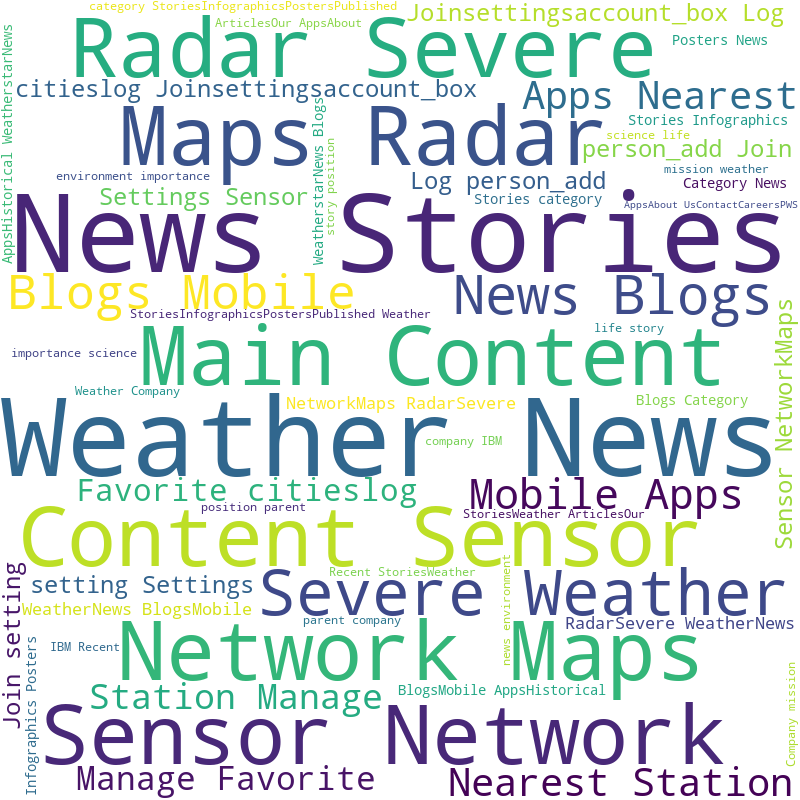 category StoriesInfographicsPostersPublished
Joinsettingsaccount_box Log
ArticlesOur AppsAbout
Radar Severe
Posters News
citieslog Joinsettingsaccount_box
Apps Nearest
Maps Radar
Stories Infographics
science life
person_add Join
AppsHistorical WeatherstarNews
WeatherstarNews Blogs
story position
environment importance
Log person_add
mission weather
Category News
Settings Sensor
Stories category
AppsAbout UsContactCareersPWS
News Stories
Blogs Mobile
News Blogs
StoriesInfographicsPostersPublished Weather
life story
Main Content
importance science
Sensor NetworkMaps
Weather Company
NetworkMaps RadarSevere
Blogs Category
Weather News
company IBM
Favorite citieslog
Mobile Apps
position parent
StoriesWeather ArticlesOur
Content Sensor
Recent StoriesWeather
news environment
Join setting
setting Settings
Severe Weather
WeatherNews BlogsMobile
parent company
RadarSevere WeatherNews
Network Maps
IBM Recent
Infographics Posters
Station Manage
BlogsMobile AppsHistorical
Company mission
Sensor Network
Manage Favorite
Nearest Station